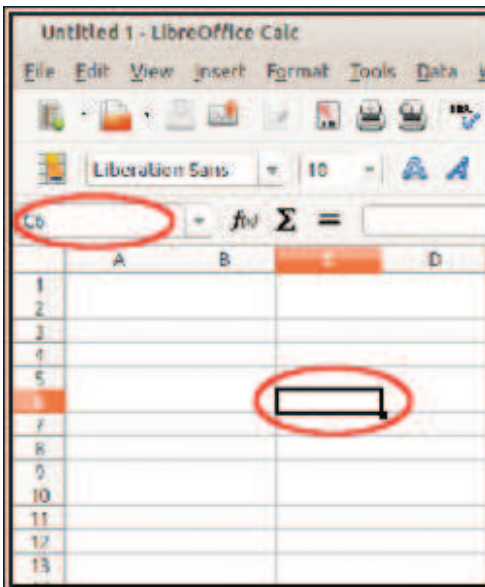 Untitled 1 - LibreOffice Calc
File Edit View Insert Format Tools Data
Liberation Sans 10
C6 f(x) Σ =
A B C D
1
2
3
4
5
6
7
8
9
10
11
12
13